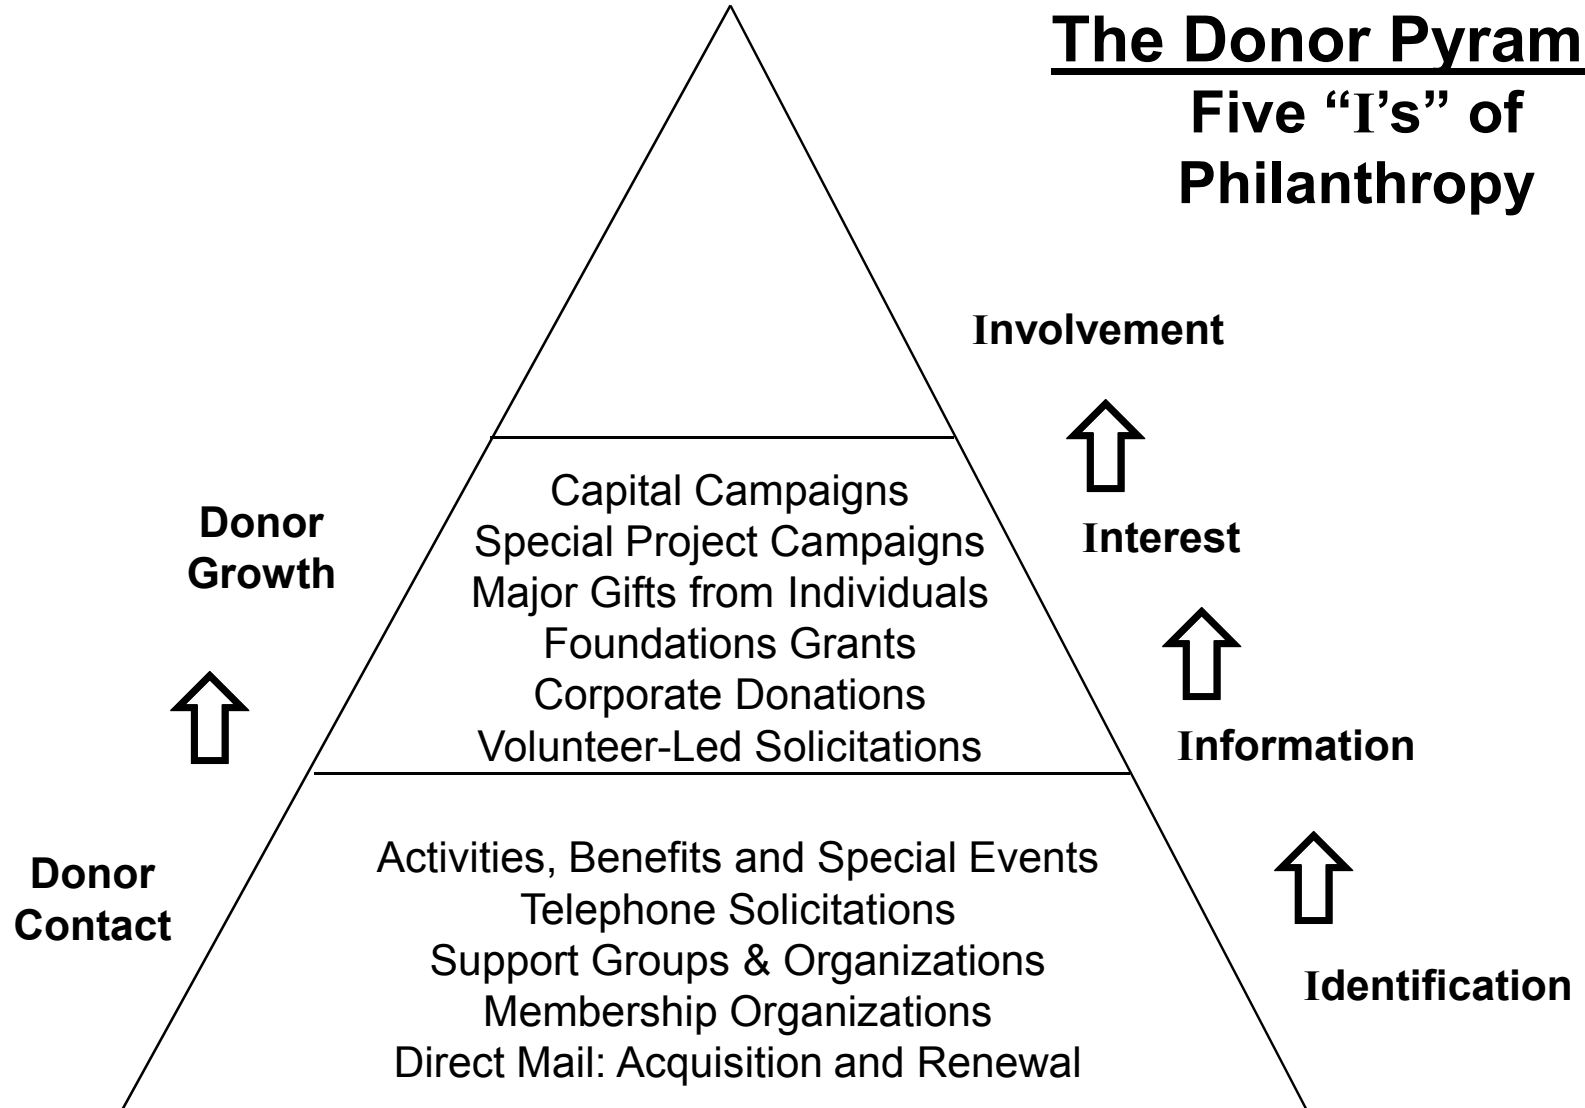 The Donor Pyram
Five “I’s” of
Philanthropy
Involvement
Capital Campaigns
Special Project Campaigns
Major Gifts from Individuals
Foundations Grants
Corporate Donations
Volunteer-Led Solicitations
Donor
Growth
Interest
Information
Activities, Benefits and Special Events
Telephone Solicitations
Support Groups & Organizations
Membership Organizations
Direct Mail: Acquisition and Renewal
Donor
Contact
Identification